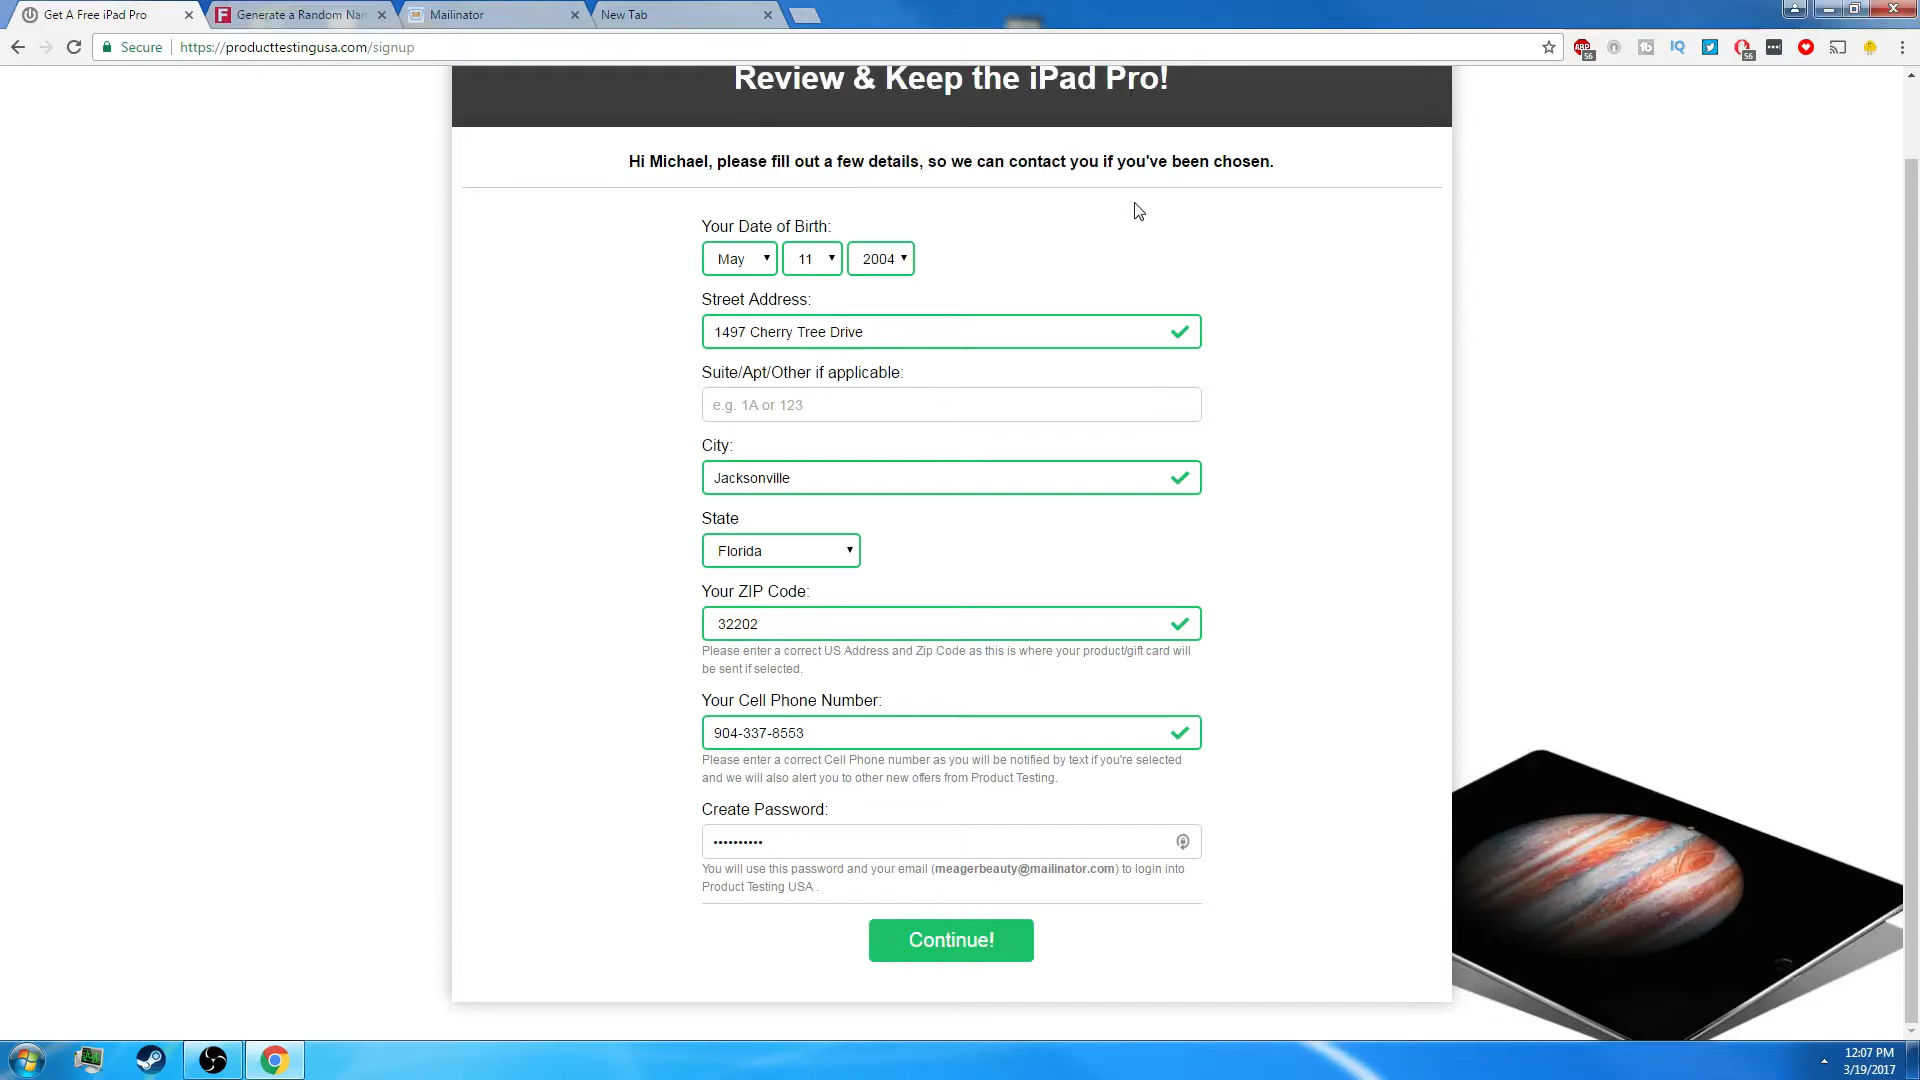 Get A Free iPad Pro
Generate a Random Nan
Mailinator
New Tab
Secure
https://producttestingusa.com/signup
Review & Keep the iPad Pro!
Hi Michael, please fill out a few details, so we can contact you if you've been chosen.
Your Date of Birth:
May 11 2004
Street Address:
1497 Cherry Tree Drive
Suite/Apt/Other if applicable:
e.g. 1A or 123
City:
Jacksonville
State
Florida
Your ZIP Code:
32202
Please enter a correct US Address and Zip Code as this is where your product/gift card will
be sent if selected.
Your Cell Phone Number:
904-337-8553
Please enter a correct Cell Phone number as you will be notified by text if you're selected
and we will also alert you to other new offers from Product Testing.
Create Password:
••••••••••
You will use this password and your email (meagerbeauty@mailinator.com) to login into
Product Testing USA .
Continue!
12:07 PM
3/19/2017